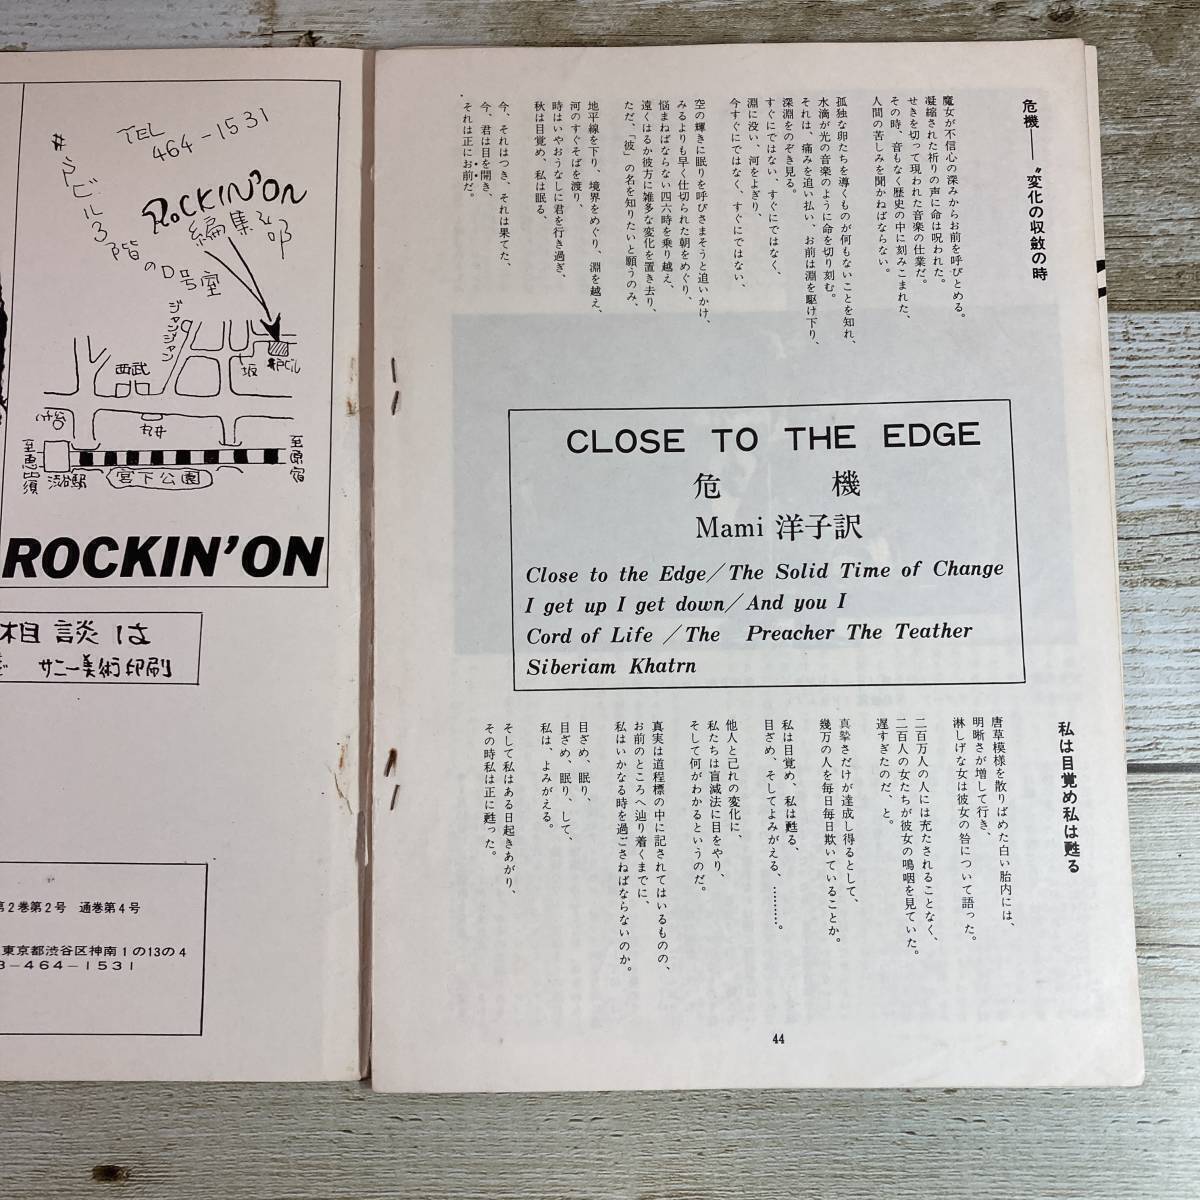 TEL
464-1531
井戸ビル3階のD号室
ROCKIN'ON
編集部
ジャンジャン
西武
坂
井戸ビル
渋谷
丸井
至恵比須
渋谷駅
宮下公園
至原宿
ROCKIN'ON
相談は
サニー美術印刷
第2巻第2号 通巻第4号
東京都渋谷区神南1の13の4
3-464-1531
危機——〝変化の収斂の時
魔女が不信心の深みからお前を呼びとめる。
凝縮された祈りの声に命は呪われた。
せきを切って現われた音楽の仕業だ。
その時、音もなく歴史の中に刻みこまれた、
人間の苦しみを聞かねばならない。
孤独な卵たちを導くものが何もないことを知れ、
水滴が光の音楽のように命を切り刻む。
それは、痛みを追い払い、お前は淵を駆け下り、
深淵をのぞき見る。
すぐにではない、すぐにではなく、
淵に没い、河をよぎり、
今すぐにではなく、すぐにではない、
空の輝きに眠りを呼びさまそうと追いかけ、
みるよりも早く仕切られた朝をめぐり、
悩まねばならない四六時を乗り越え、
遠くはるか彼方に雑多な変化を置き去り、
ただ、「彼」の名を知りたいと願うのみ、
地平線を下り、境界をめぐり、淵を越え、
河のすぐそばを渡り、
時はいやおうなしに君を行き過ぎ、
秋は目覚め、私は眠る、
今、それはつき、それは果てた、
今、君は目を開き、
それは正にお前だ。
CLOSE TO THE EDGE
危 機
Mami 洋子訳
Close to the Edge/The Solid Time of Change
I get up I get down/And you I
Cord of Life /The Preacher The Teather
Siberiam Khatrn
私は目覚め私は甦る
唐草模様を散りばめた白い胎内には、
明晰さが増して行き、
淋しげな女は彼女の咎について語った。
二百万人の人には充たされることなく、
二百人の女たちが彼女の嗚咽を見ていた。
遅すぎたのだ、と。
真摯さだけが達成し得るとして、
幾万の人を毎日毎日欺いていることか。
私は目覚め、私は甦る、
目ざめ、そしてよみがえる、………。
他人と己れの変化に、
私たちは盲滅法に目をやり、
そして何がわかるというのだ。
真実は道程標の中に記されてはいるものの、
お前のところへ辿り着くまでに、
私はいかなる時を過ごさねばならないのか。
目ざめ、眠り、
目ざめ、眠り、して、
私は、よみがえる。
そして私はある日起きあがり、
その時私は正に甦った。
44